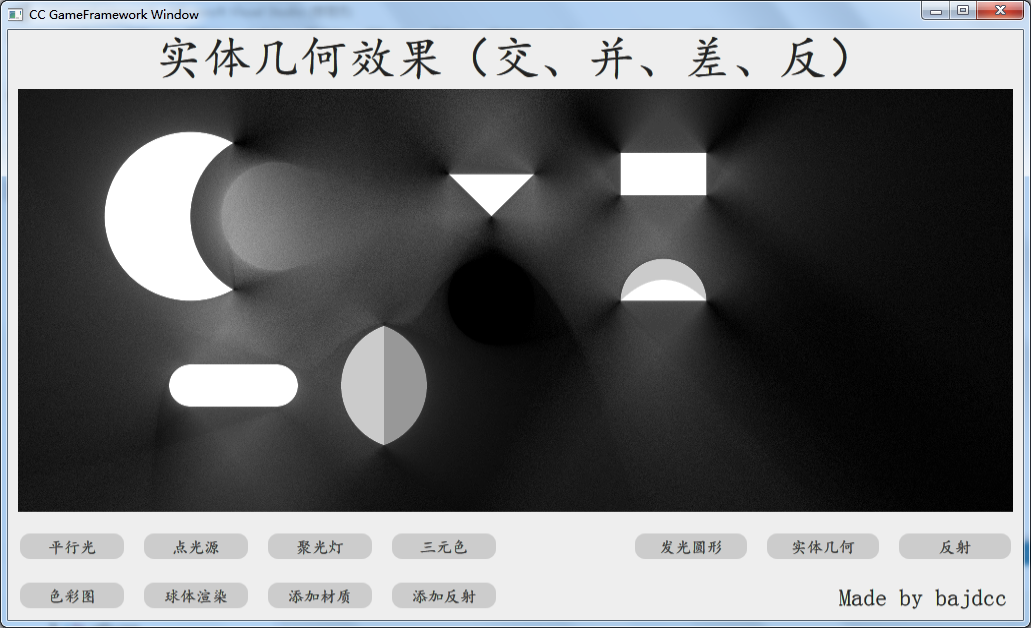 CC GameFramework Window
实体几何效果（交、并、差、反）
平行光 点光源 聚光灯 三元色 发光圆形 实体几何 反射
色彩图 球体渲染 添加材质 添加反射 Made by bajdcc